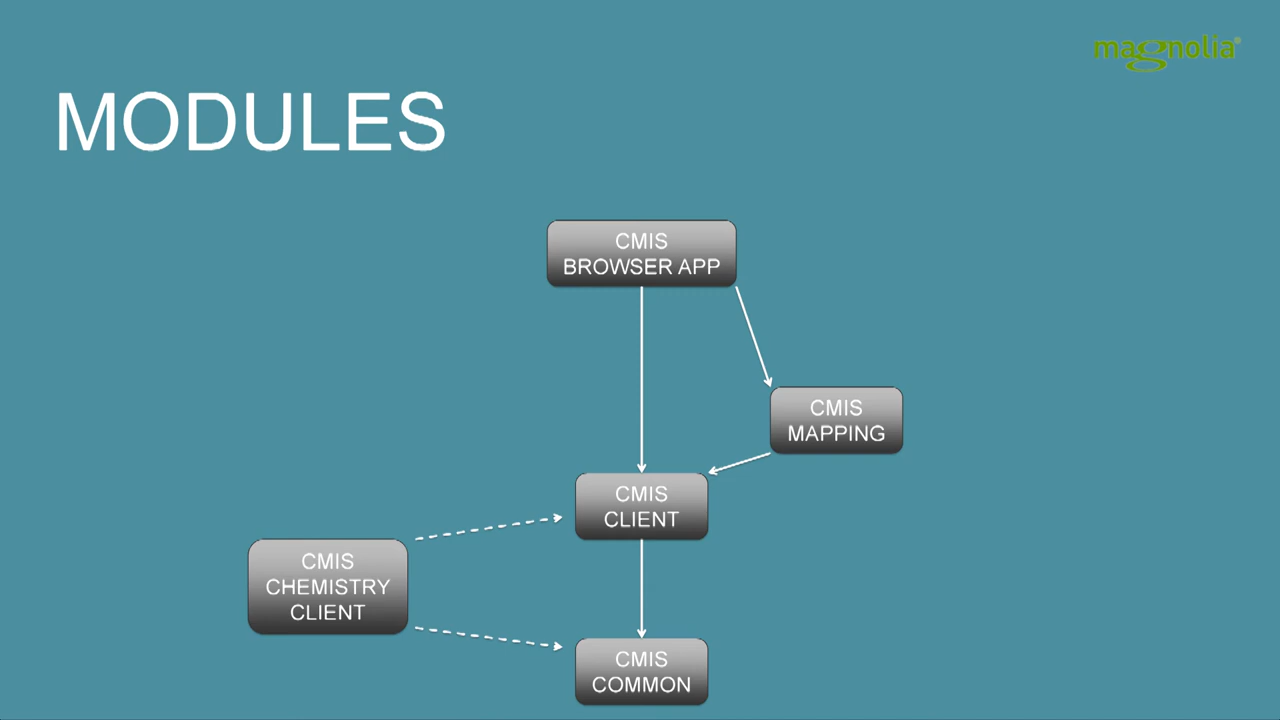 magnolia®
MODULES
CMIS
BROWSER APP
CMIS
MAPPING
CMIS
CLIENT
CMIS
CHEMISTRY
CLIENT
CMIS
COMMON